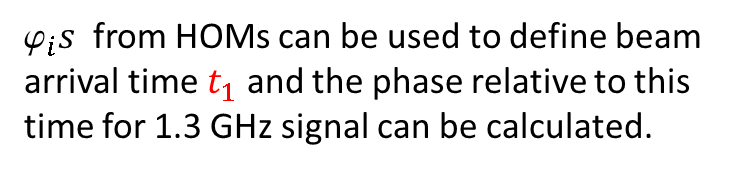 φᵢs from HOMs can be used to define beam
arrival time t₁ and the phase relative to this
time for 1.3 GHz signal can be calculated.